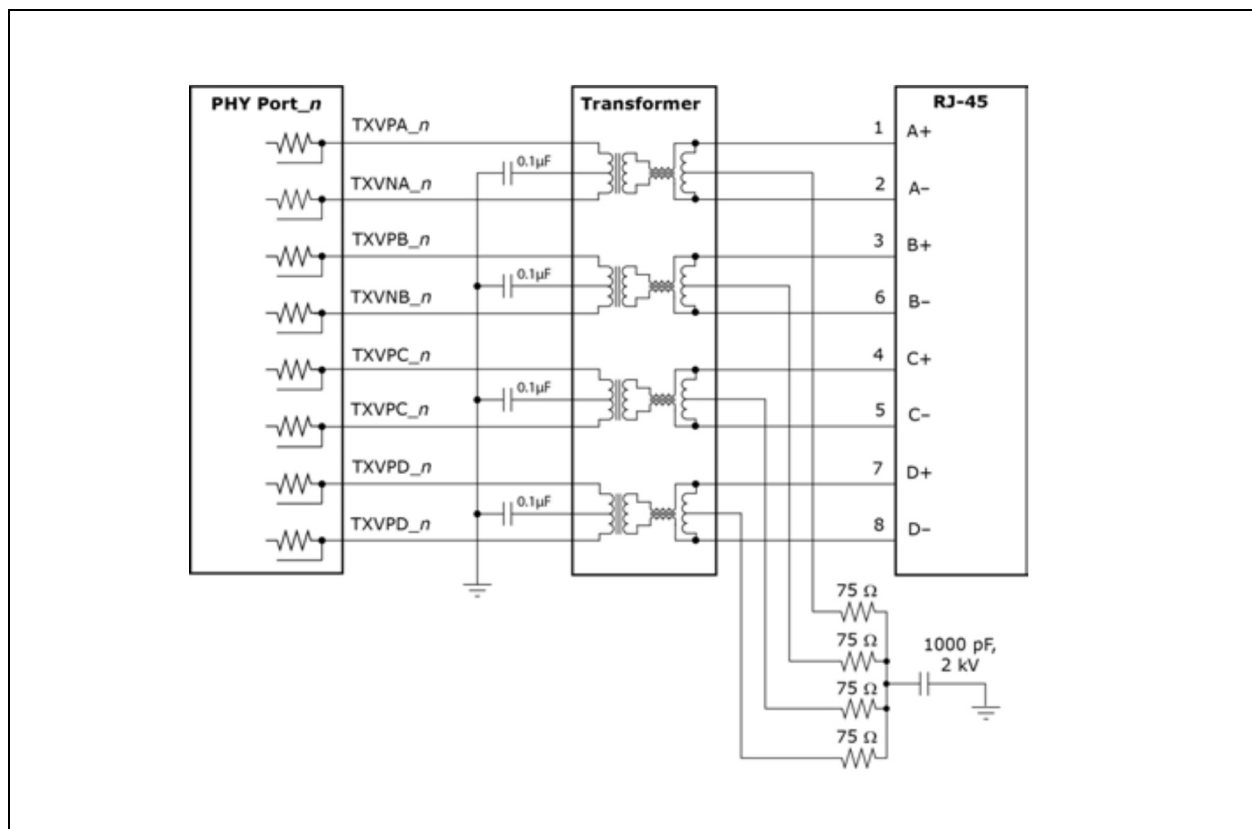 PHY Port_n
Transformer
RJ-45
TXVPA_n
1
A+
0.1µF
TXVNA_n
2
A–
TXVPB_n
3
B+
0.1µF
TXVNB_n
6
B–
TXVPC_n
4
C+
0.1µF
TXVPC_n
5
C–
TXVPD_n
7
D+
0.1µF
TXVPD_n
8
D–
75 Ω
75 Ω
75 Ω
75 Ω
1000 pF,
2 kV